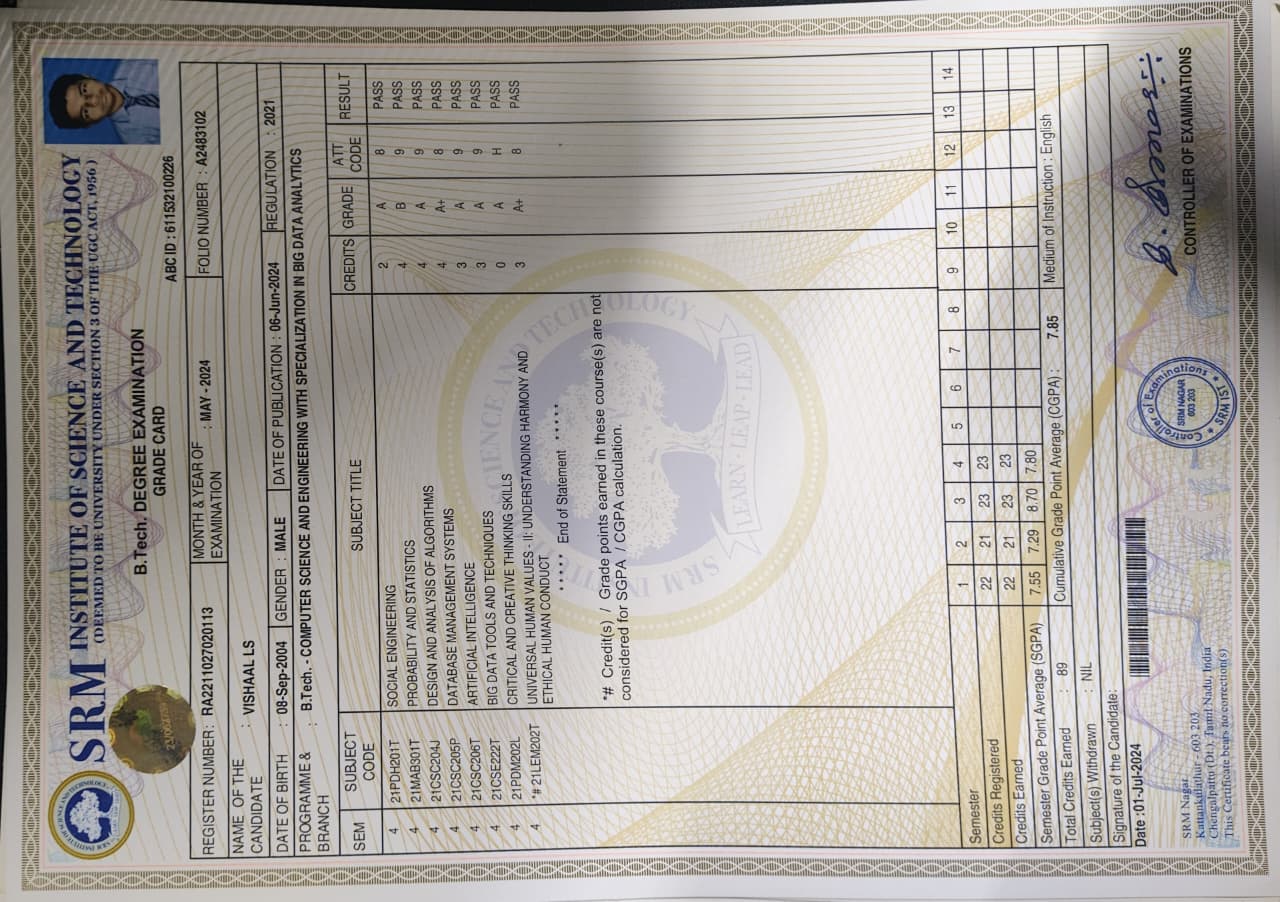 SRM INSTITUTE OF SCIENCE AND TECHNOLOGY
(DEEMED TO BE UNIVERSITY UNDER SECTION 3 OF THE UGC ACT, 1956 )
B.Tech. DEGREE EXAMINATION
GRADE CARD
ABC ID : 611532100226
REGISTER NUMBER: RA2211027020113 MONTH & YEAR OF EXAMINATION : MAY - 2024 FOLIO NUMBER : A2483102
NAME OF THE CANDIDATE : VISHAAL LS
DATE OF BIRTH : 08-Sep-2004 GENDER : MALE DATE OF PUBLICATION : 06-Jun-2024 REGULATION : 2021
PROGRAMME & BRANCH : B.Tech. - COMPUTER SCIENCE AND ENGINEERING WITH SPECIALIZATION IN BIG DATA ANALYTICS
SEM SUBJECT CODE SUBJECT TITLE CREDITS GRADE ATT CODE RESULT
4 21PDH201T SOCIAL ENGINEERING 2 A 8 PASS
4 21MAB301T PROBABILITY AND STATISTICS 4 B 9 PASS
4 21CSC204J DESIGN AND ANALYSIS OF ALGORITHMS 4 A 9 PASS
4 21CSC205P DATABASE MANAGEMENT SYSTEMS 4 A+ 8 PASS
4 21CSC206T ARTIFICIAL INTELLIGENCE 3 A 9 PASS
4 21CSE222T BIG DATA TOOLS AND TECHNIQUES 3 A 9 PASS
4 21PDM202L CRITICAL AND CREATIVE THINKING SKILLS 0 A H PASS
4 *# 21LEM202T UNIVERSAL HUMAN VALUES - II: UNDERSTANDING HARMONY AND 3 A+ 8 PASS
ETHICAL HUMAN CONDUCT
* * * * * End of Statement * * * * *
*# Credit(s) / Grade points earned in these course(s) are not
considered for SGPA / CGPA calculation.
LEARN - LEAP - LEAD
Semester 1 2 3 4 5 6 7 8 9 10 11 12 13 14
Credits Registered 22 21 23 23
Credits Earned 22 21 23 23
Semester Grade Point Average (SGPA) 7.55 7.29 8.70 7.80
Total Credits Earned : 89 Cumulative Grade Point Average (CGPA) : 7.85 Medium of Instruction : English
Subject(s) Withdrawn : NIL
Signature of the Candidate:
Date :01-Jul-2024
SRM Nagar
Kattankulathur - 603 203
Chengalpattu (Dt.), Tamil Nadu, India
This Certificate bears no correction(s)
Controller of Examinations
SRM NAGAR
603 203
SRM IST
CONTROLLER OF EXAMINATIONS